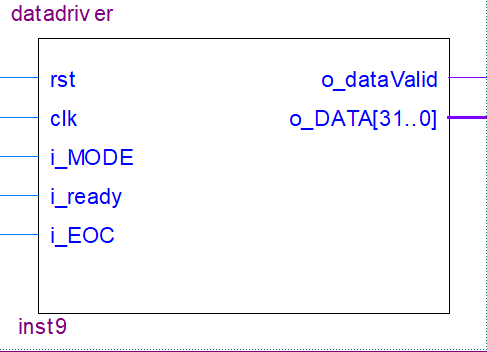 datadriver
rst
o_dataValid
clk
o_DATA[31..0]
i_MODE
i_ready
i_EOC
inst9